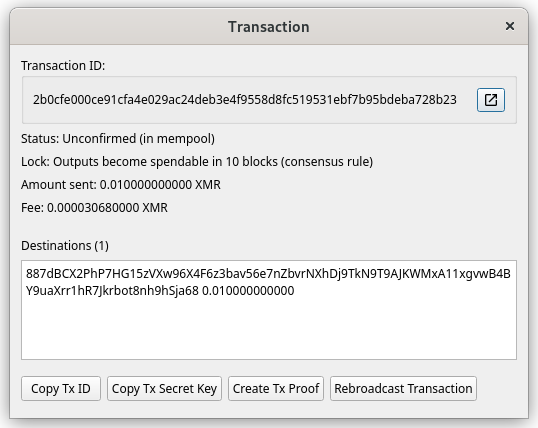 Transaction
Transaction ID:
2b0cfe000ce91cfa4e029ac24deb3e4f9558d8fc519531ebf7b95bdeba728b23
Status: Unconfirmed (in mempool)
Lock: Outputs become spendable in 10 blocks (consensus rule)
Amount sent: 0.010000000000 XMR
Fee: 0.000030680000 XMR
Destinations (1)
887dBCX2PhP7HG15zVXw96X4F6z3bav56e7nZbvrNXhDj9TkN9T9AJKWMxA11xgvwB4B
Y9uaXrr1hR7Jkrbot8nh9hSja68 0.010000000000
Copy Tx ID
Copy Tx Secret Key
Create Tx Proof
Rebroadcast Transaction